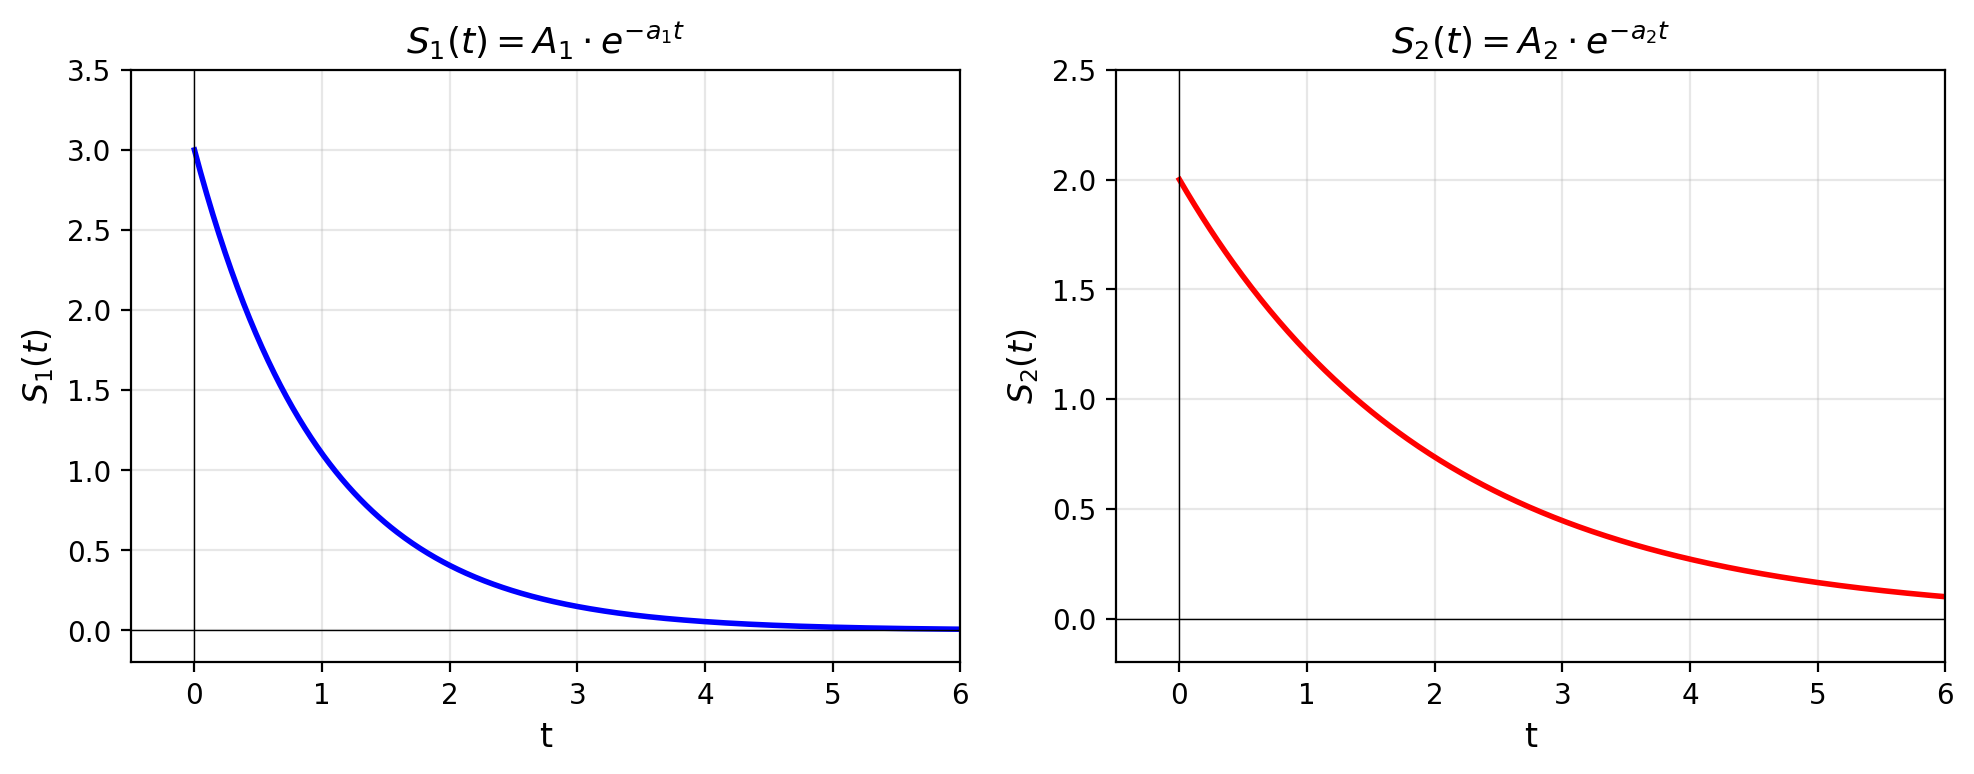 S₁(t) = A₁ · e^{-a₁t}
3.5
3.0
2.5
2.0
1.5
1.0
0.5
0.0
S₁(t)
0 1 2 3 4 5 6
t
S₂(t) = A₂ · e^{-a₂t}
2.5
2.0
1.5
1.0
0.5
0.0
S₂(t)
0 1 2 3 4 5 6
t